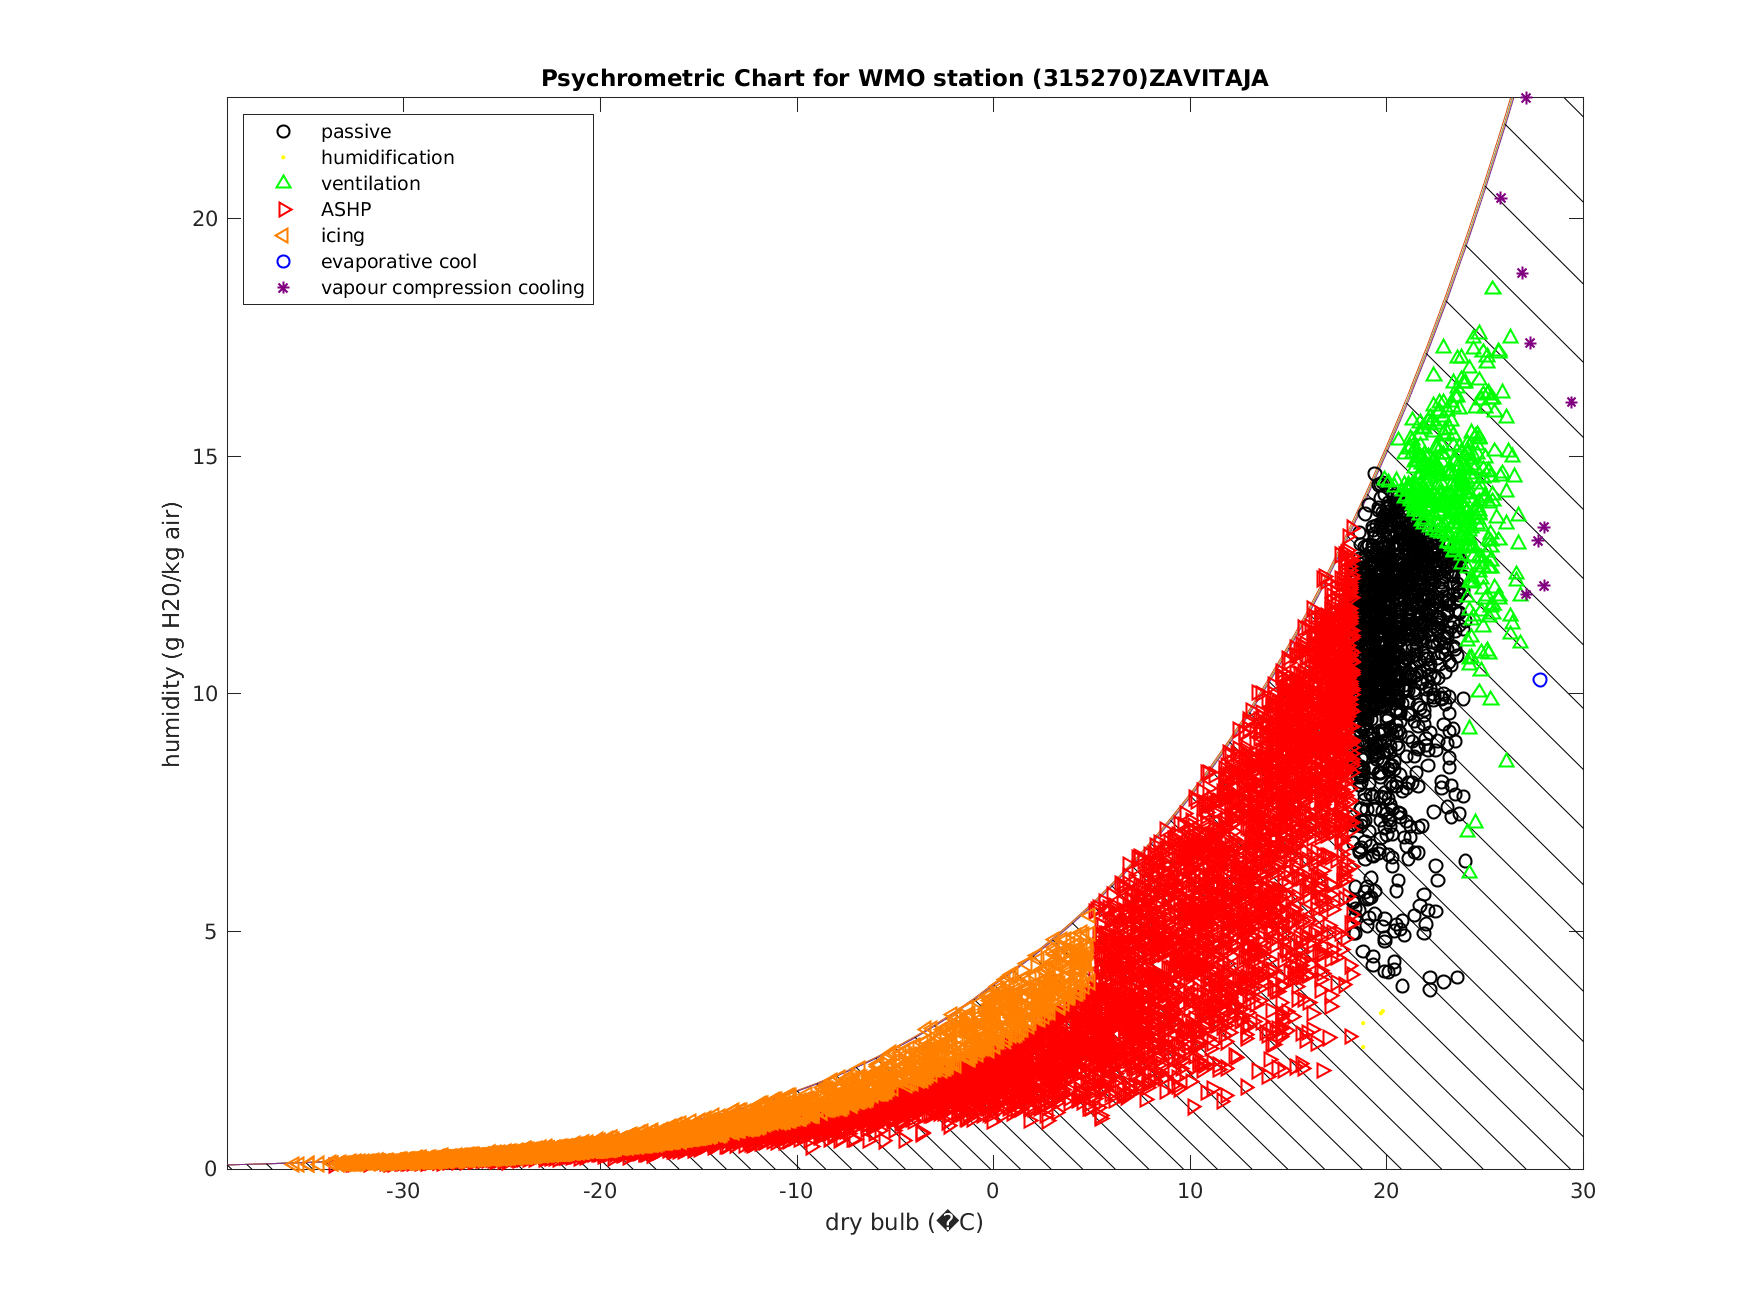 Psychrometric Chart for WMO station (315270)ZAVITAJA
passive
humidification
ventilation
ASHP
icing
evaporative cool
vapour compression cooling
humidity (g H20/kg air)
20
15
10
5
0
-30
-20
-10
0
10
20
30
dry bulb (�C)